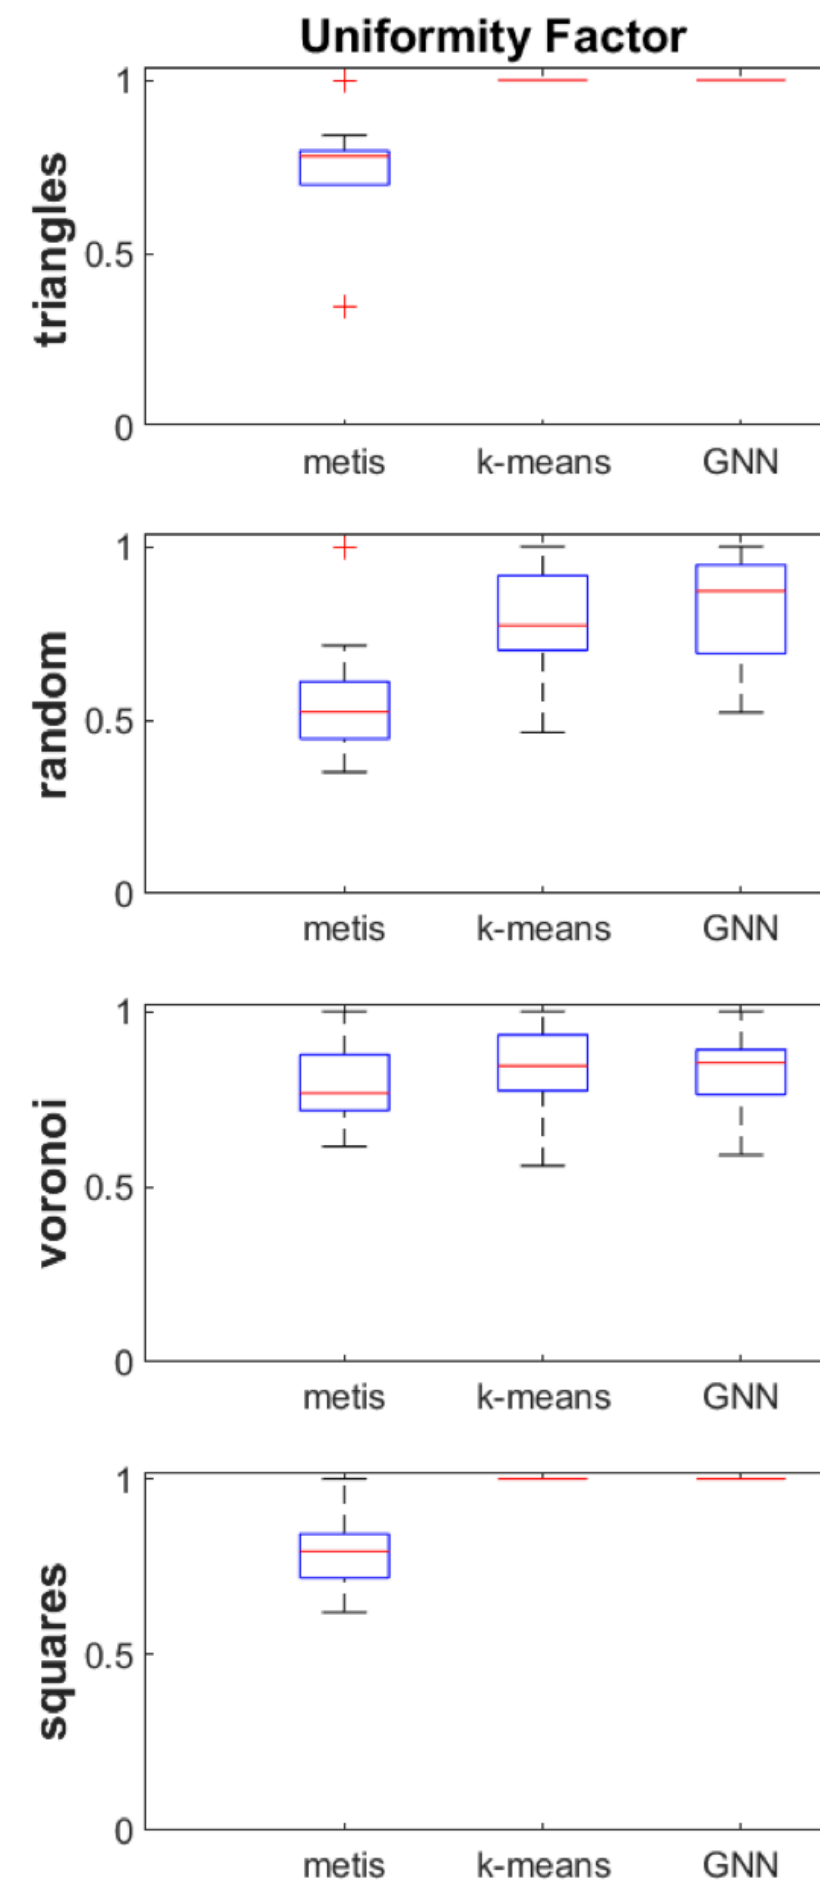 Uniformity Factor
triangles
1
0.5
0
metis k-means GNN
random
1
0.5
0
metis k-means GNN
voronoi
1
0.5
0
metis k-means GNN
squares
1
0.5
0
metis k-means GNN